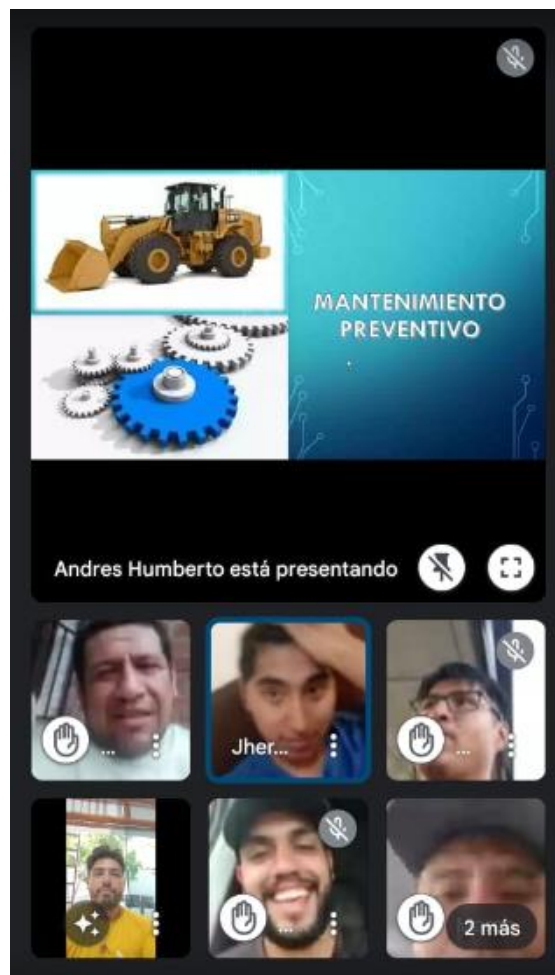 MANTENIMIENTO
PREVENTIVO
Andres Humberto está presentando
...
Jher...
...
...
2 más